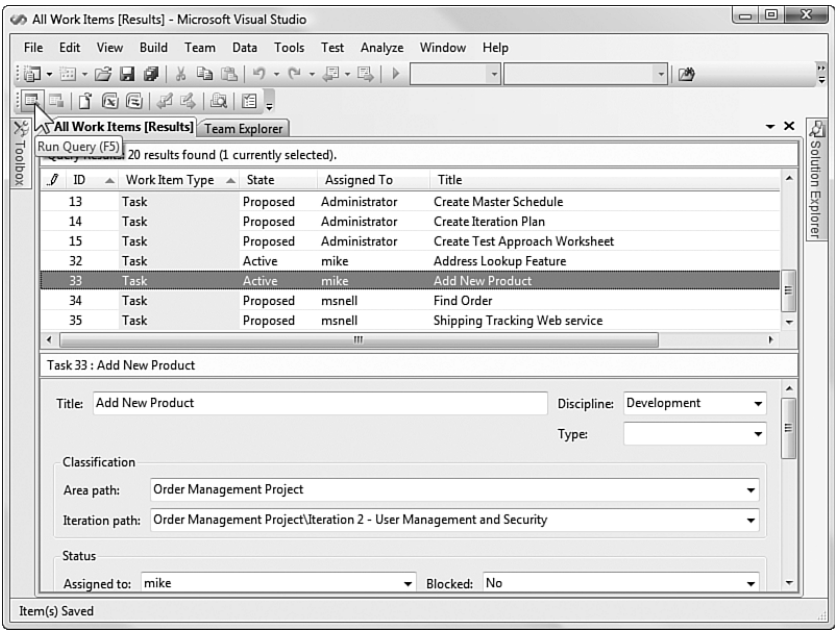 All Work Items [Results] - Microsoft Visual Studio
File Edit View Build Team Data Tools Test Analyze Window Help
All Work Items [Results] Team Explorer
Run Query (F5)
Toolbox
Solution Explorer
20 results found (1 currently selected).
ID Work Item Type State Assigned To Title
13 Task Proposed Administrator Create Master Schedule
14 Task Proposed Administrator Create Iteration Plan
15 Task Proposed Administrator Create Test Approach Worksheet
32 Task Active mike Address Lookup Feature
33 Task Active mike Add New Product
34 Task Proposed msnell Find Order
35 Task Proposed msnell Shipping Tracking Web service
Task 33 : Add New Product
Title: Add New Product Discipline: Development
Type:
Classification
Area path: Order Management Project
Iteration path: Order Management Project\Iteration 2 - User Management and Security
Status
Assigned to: mike Blocked: No
Item(s) Saved